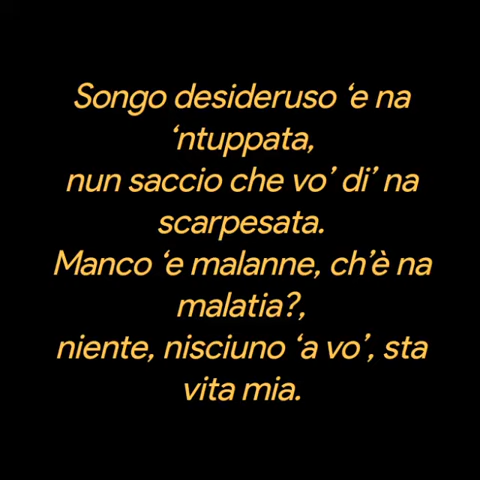 Songo desideruso ‘e na
‘ntuppata,
nun saccio che vo’ di’ na
scarpesata.
Manco ‘e malanne, ch’è na
malatia?,
niente, nisciuno ‘a vo’, sta
vita mia.